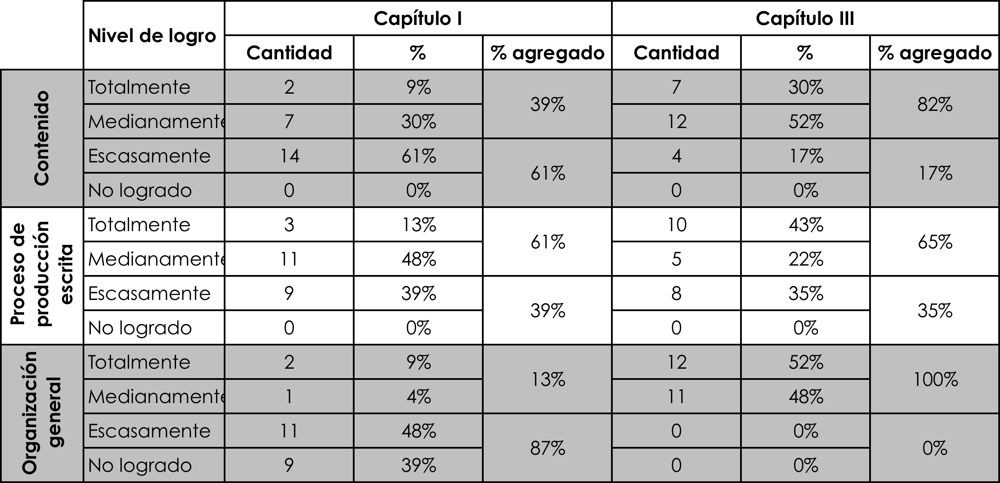 Nivel de logro Capítulo I Capítulo III
Cantidad % % agregado Cantidad % % agregado
Contenido
Totalmente 2 9% 39% 7 30% 82%
Medianamente 7 30% 12 52%
Escasamente 14 61% 61% 4 17% 17%
No logrado 0 0% 0 0%
Proceso de
producción
escrita
Totalmente 3 13% 61% 10 43% 65%
Medianamente 11 48% 5 22%
Escasamente 9 39% 39% 8 35% 35%
No logrado 0 0% 0 0%
Organización
general
Totalmente 2 9% 13% 12 52% 100%
Medianamente 1 4% 11 48%
Escasamente 11 48% 87% 0 0% 0%
No logrado 9 39% 0 0%